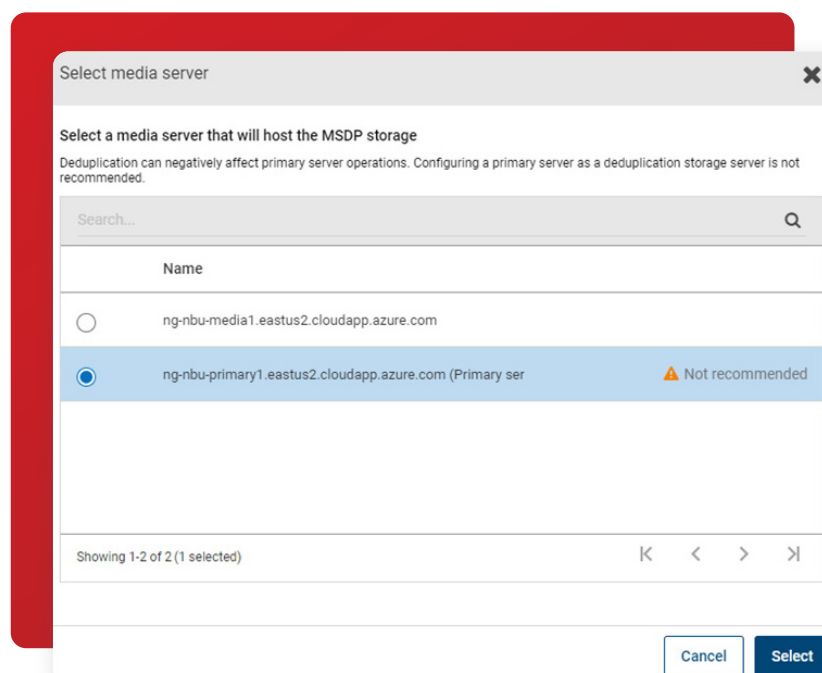 Select media server
Select a media server that will host the MSDP storage
Deduplication can negatively affect primary server operations. Configuring a primary server as a deduplication storage server is not
recommended.
Search...
Name
ng-nbu-media1.eastus2.cloudapp.azure.com
ng-nbu-primary1.eastus2.cloudapp.azure.com (Primary ser Not recommended
Showing 1-2 of 2 (1 selected)
Cancel Select